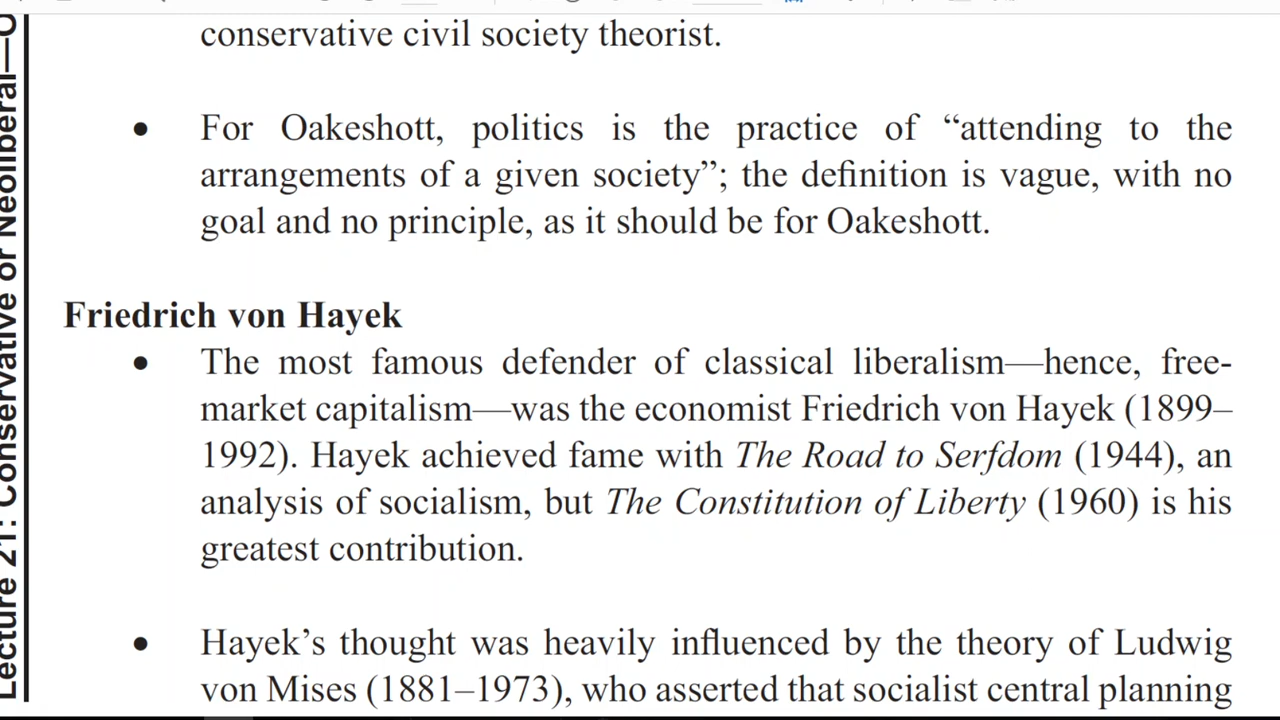 conservative civil society theorist.
• For Oakeshott, politics is the practice of “attending to the
arrangements of a given society”; the definition is vague, with no
goal and no principle, as it should be for Oakeshott.
Friedrich von Hayek
• The most famous defender of classical liberalism—hence, free-
market capitalism—was the economist Friedrich von Hayek (1899–
1992). Hayek achieved fame with The Road to Serfdom (1944), an
analysis of socialism, but The Constitution of Liberty (1960) is his
greatest contribution.
• Hayek’s thought was heavily influenced by the theory of Ludwig
von Mises (1881–1973), who asserted that socialist central planning
Lecture 21: Conservative or Neoliberal—O